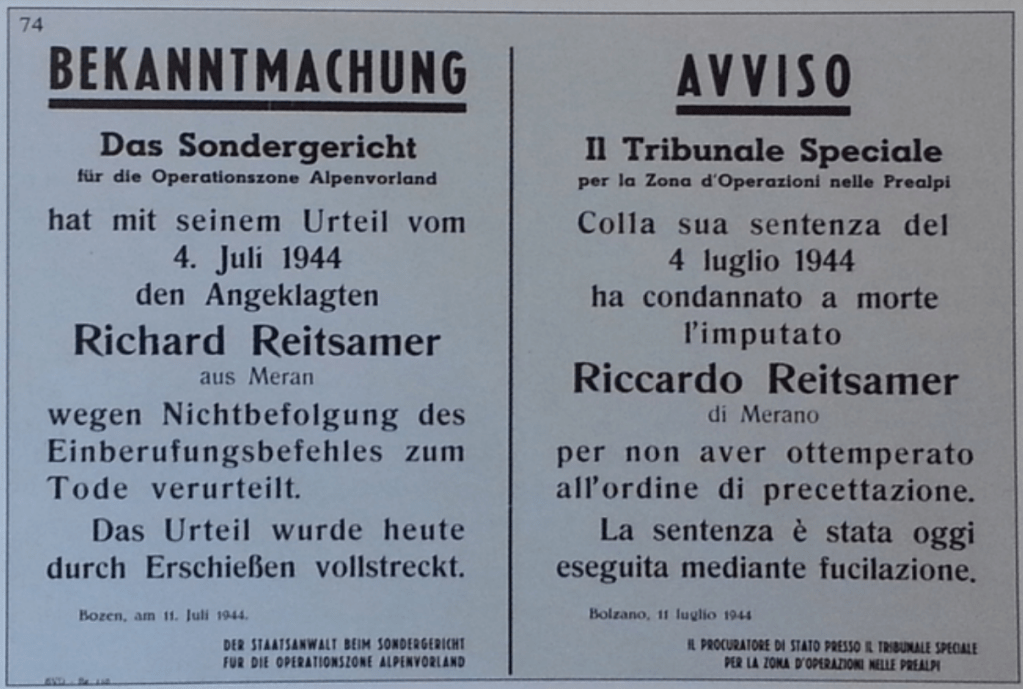 74
BEKANNTMACHUNG
Das Sondergericht
für die Operationszone Alpenvorland
hat mit seinem Urteil vom
4. Juli 1944
den Angeklagten
Richard Reitsamer
aus Meran
wegen Nichtbefolgung des
Einberufungsbefehles zum
Tode verurteilt.
Das Urteil wurde heute
durch Erschießen vollstreckt.
Bozen, am 11. Juli 1944.
DER STAATSANWALT BEIM SONDERGERICHT
FUR DIE OPERATIONSZONE ALPENVORLAND
AVVISO
Il Tribunale Speciale
per la Zona d'Operazioni nelle Prealpi
Colla sua sentenza del
4 luglio 1944
ha condannato a morte
l'imputato
Riccardo Reitsamer
di Merano
per non aver ottemperato
all'ordine di precettazione.
La sentenza è stata oggi
eseguita mediante fucilazione.
Bolzano, 11 luglio 1944
IL PROCURATORE DI STATO PRESSO IL TRIBUNALE SPECIALE
PER LA ZONA D'OPERAZIONI NELLE PREALPI